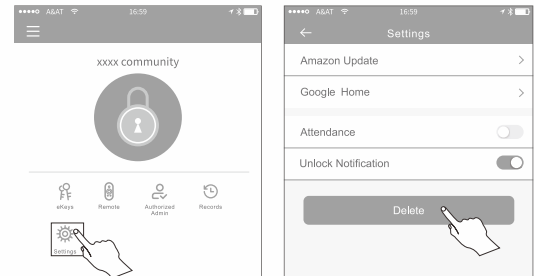 A&AT 16:59
xxxx community
eKeys Remote Authorized Admin Records
Settings
A&AT 16:59
Settings
Amazon Update
Google Home
Attendance
Unlock Notification
Delete